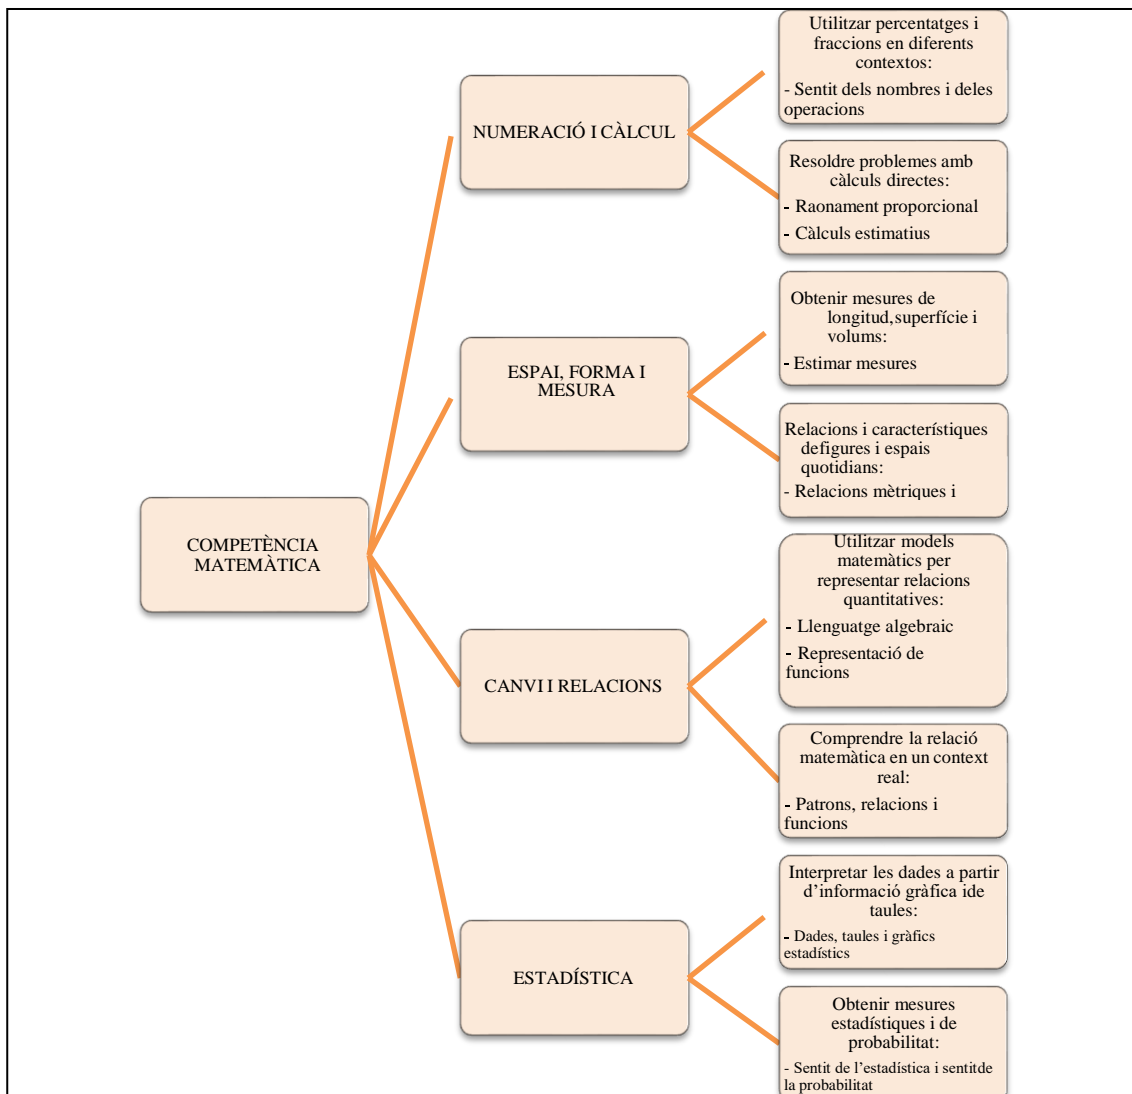 Utilitzar percentatges i
fraccions en diferents
contextos:
- Sentit dels nombres i deles
operacions
NUMERACIÓ I CÀLCUL
Resoldre problemes amb
càlculs directes:
- Raonament proporcional
- Càlculs estimatius
Obtenir mesures de
longitud,superfície i
volums:
- Estimar mesures
ESPAI, FORMA I
MESURA
Relacions i característiques
defigures i espais
quotidians:
- Relacions mètriques i
COMPETÈNCIA
MATEMÀTICA
Utilitzar models
matemàtics per
representar relacions
quantitatives:
- Llenguatge algebraic
- Representació de
funcions
CANVI I RELACIONS
Comprendre la relació
matemàtica en un context
real:
- Patrons, relacions i
funcions
Interpretar les dades a partir
d’informació gràfica ide
taules:
- Dades, taules i gràfics
estadístics
ESTADÍSTICA
Obtenir mesures
estadístiques i de
probabilitat:
- Sentit de l’estadística i sentitde
la probabilitat